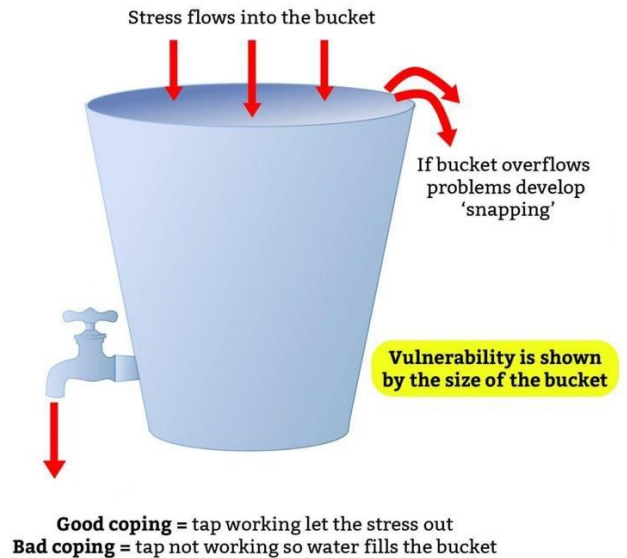 Stress flows into the bucket
If bucket overflows
problems develop
‘snapping’
Vulnerability is shown
by the size of the bucket
Good coping = tap working let the stress out
Bad coping = tap not working so water fills the bucket